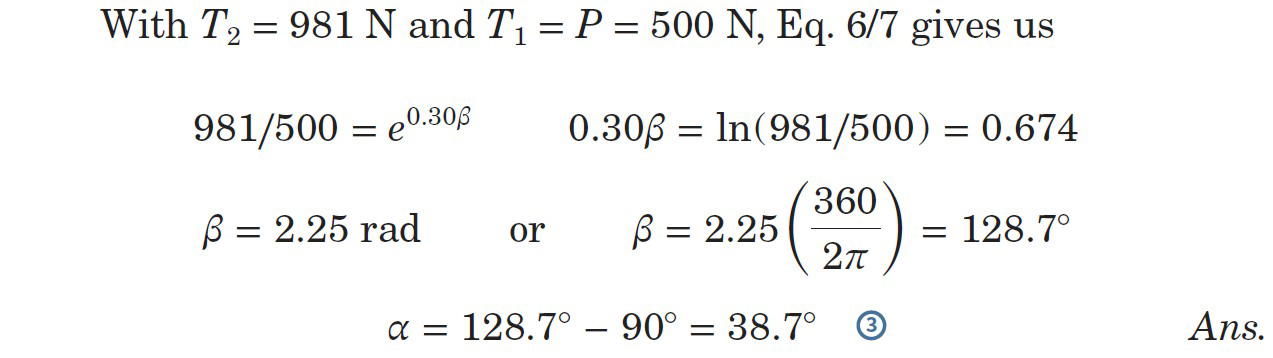 With T₂ = 981 N and T₁ = P = 500 N, Eq. 6/7 gives us
981/500 = e^{0.30β} 0.30β = ln(981/500) = 0.674
β = 2.25 rad or β = 2.25(360/2π) = 128.7°
α = 128.7° − 90° = 38.7° ③ Ans.